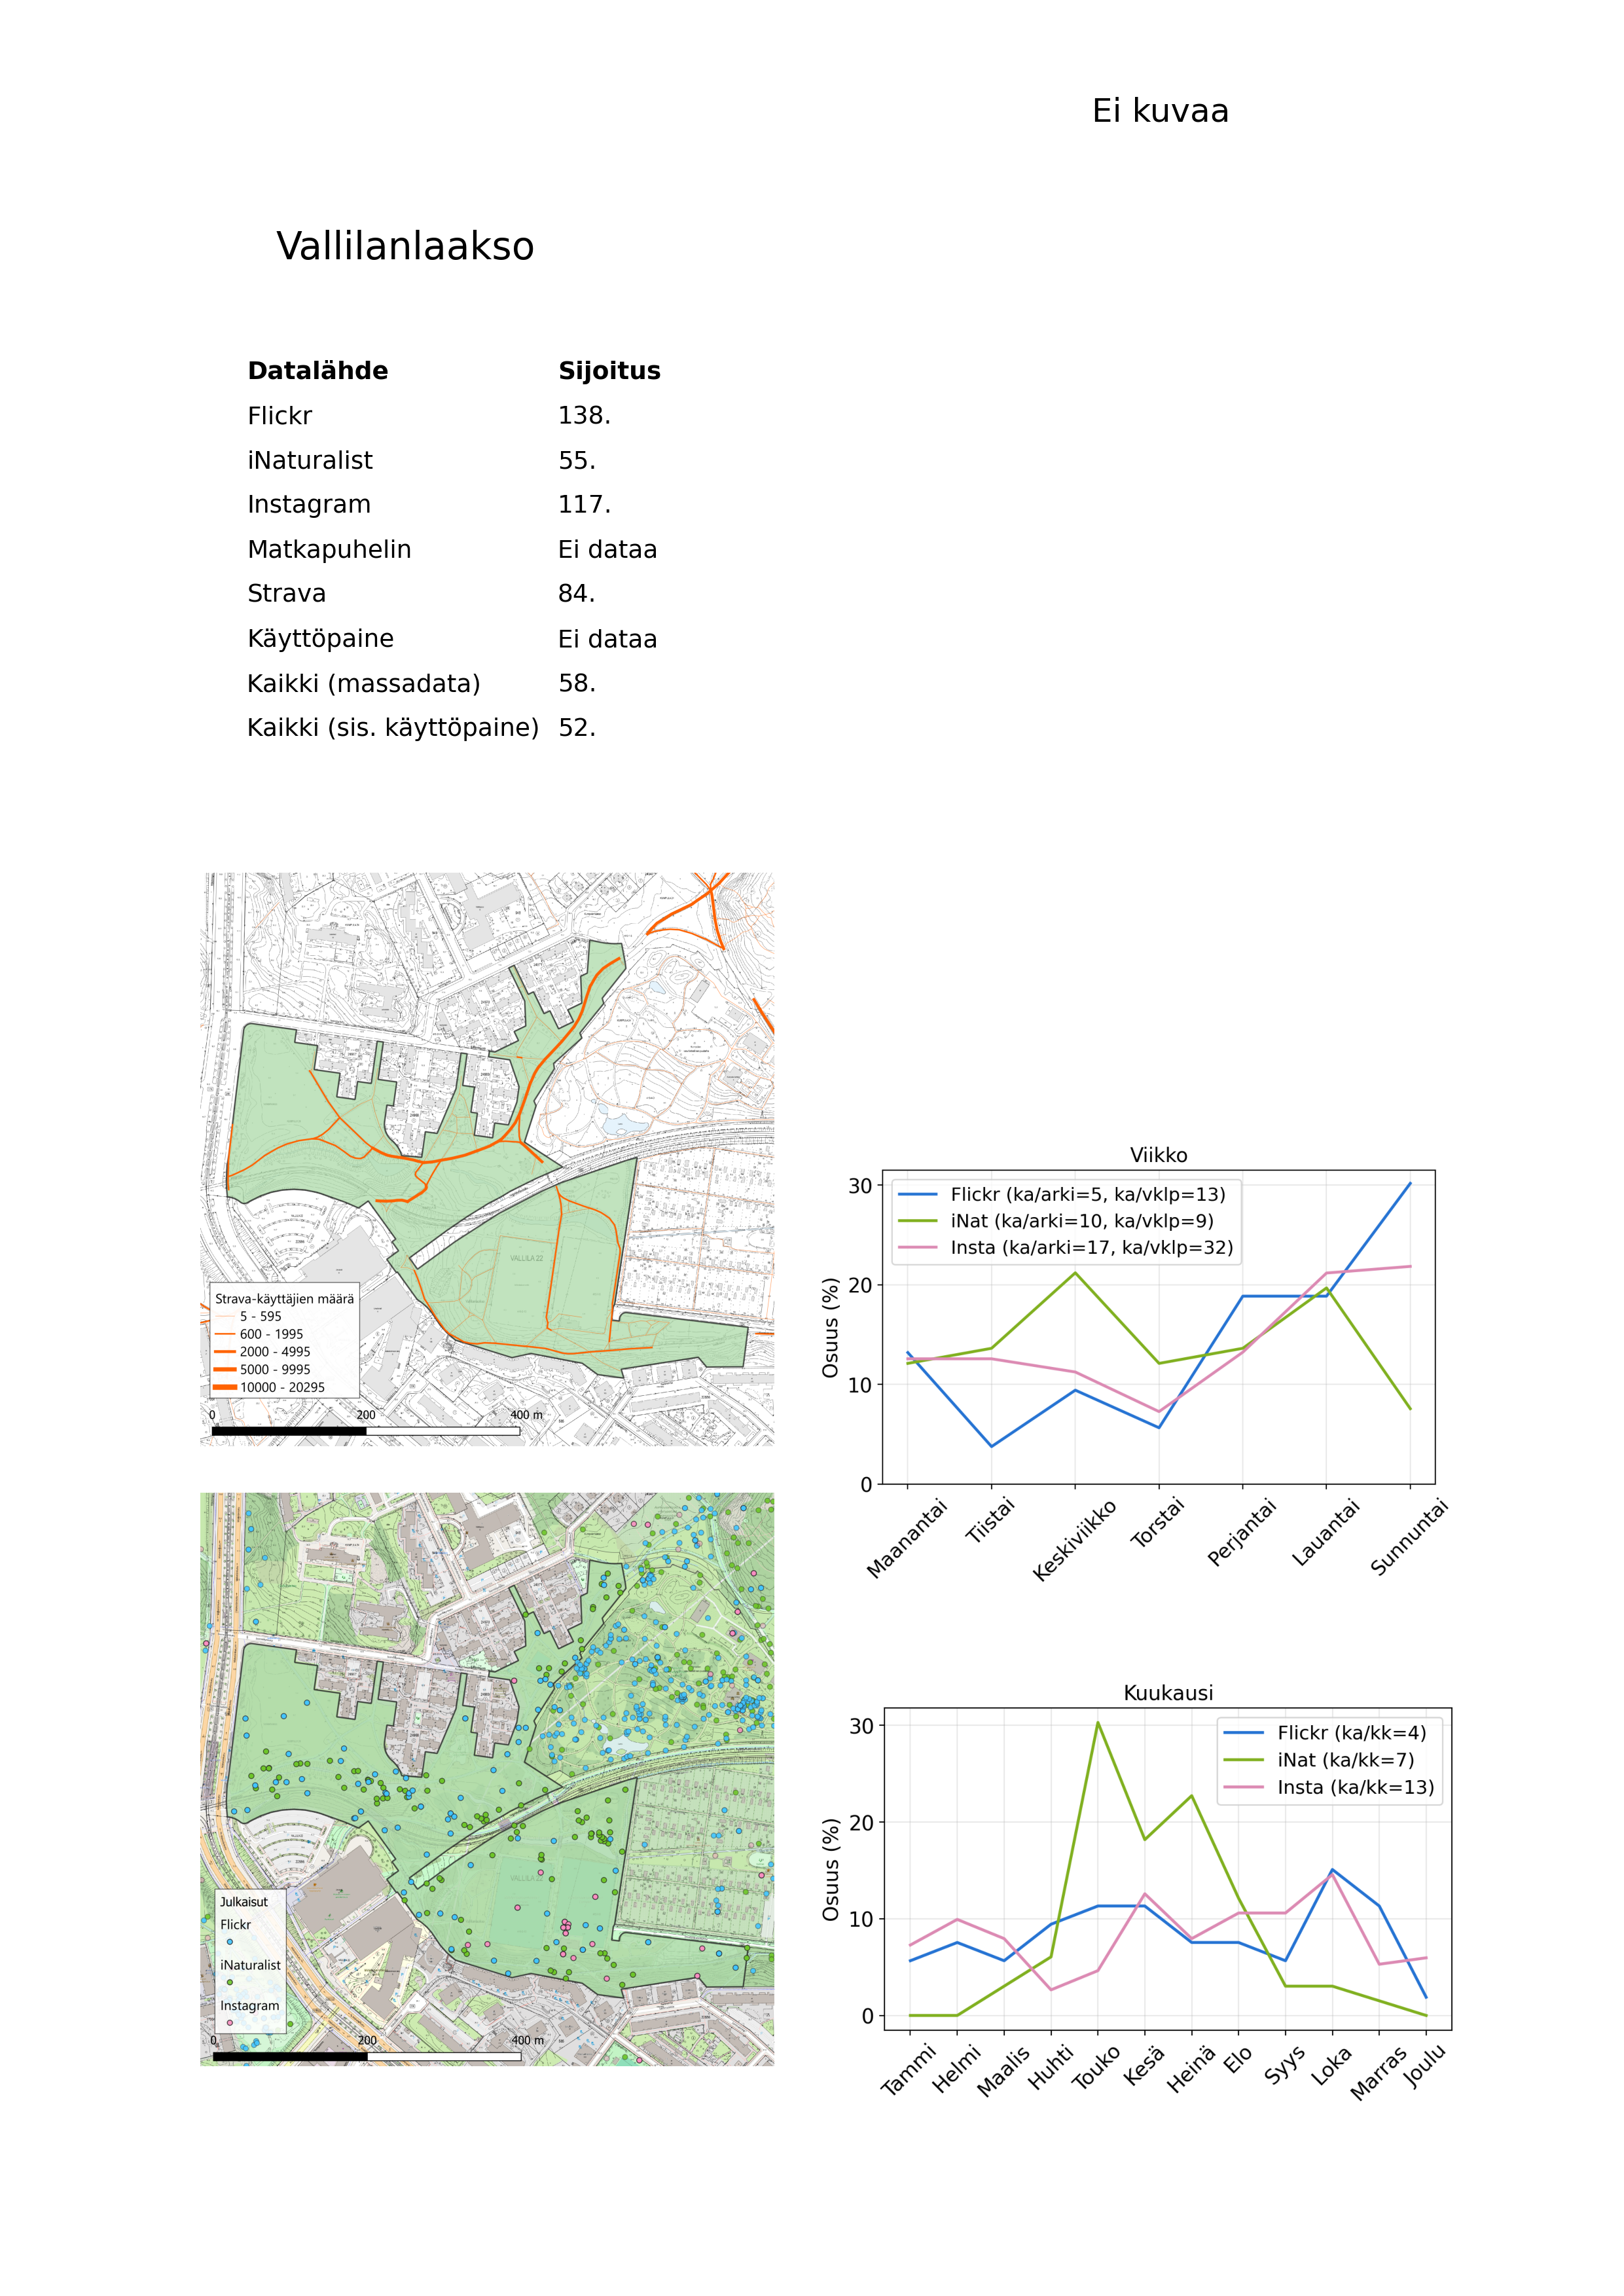 Ei kuvaa
Vallilanlaakso
Datalähde Sijoitus
Flickr 138.
iNaturalist 55.
Instagram 117.
Matkapuhelin Ei dataa
Strava 84.
Käyttöpaine Ei dataa
Kaikki (massadata) 58.
Kaikki (sis. käyttöpaine) 52.
VALLILA 22
Strava-käyttäjien määrä
5 - 595
600 - 1995
2000 - 4995
5000 - 9995
10000 - 20295
0 200 400 m
Viikko
Flickr (ka/arki=5, ka/vklp=13)
iNat (ka/arki=10, ka/vklp=9)
Insta (ka/arki=17, ka/vklp=32)
Osuus (%)
30
20
10
0
Maanantai Tiistai Keskiviikko Torstai Perjantai Lauantai Sunnuntai
VALLILA 22
Julkaisut
Flickr
iNaturalist
Instagram
0 200 400 m
Kuukausi
Flickr (ka/kk=4)
iNat (ka/kk=7)
Insta (ka/kk=13)
Osuus (%)
30
20
10
0
Tammi Helmi Maalis Huhti Touko Kesä Heinä Elo Syys Loka Marras Joulu